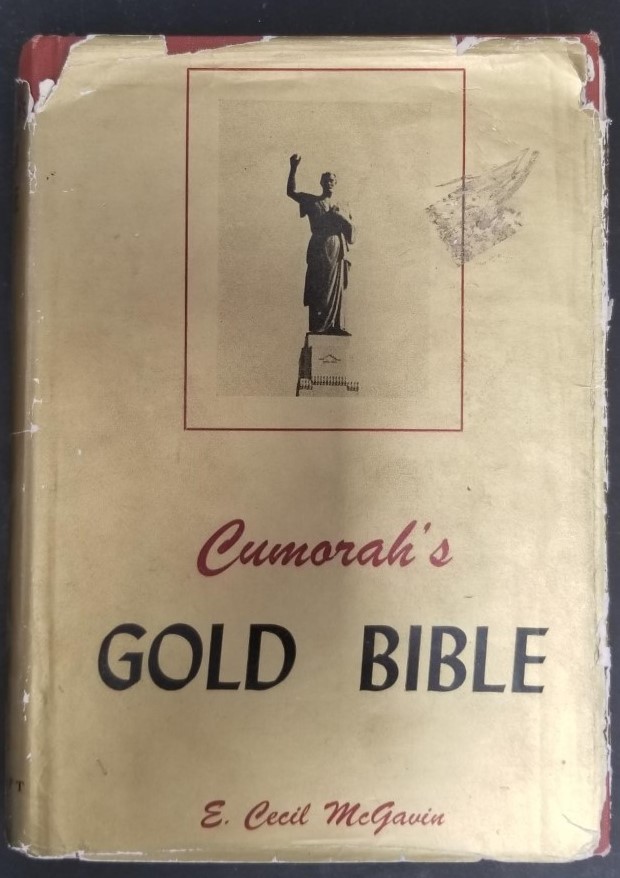 Cumorah's
GOLD BIBLE
E. Cecil McGavin